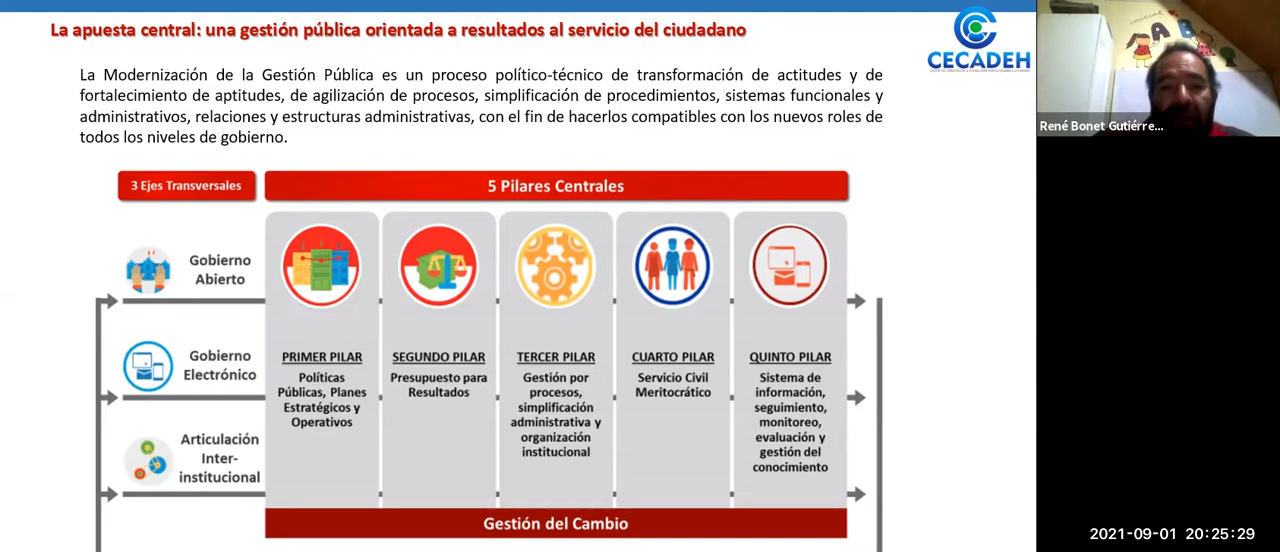 La apuesta central: una gestión pública orientada a resultados al servicio del ciudadano
CECADEH
La Modernización de la Gestión Pública es un proceso político-técnico de transformación de actitudes y de
fortalecimiento de aptitudes, de agilización de procesos, simplificación de procedimientos, sistemas funcionales y
administrativos, relaciones y estructuras administrativas, con el fin de hacerlos compatibles con los nuevos roles de
todos los niveles de gobierno.
René Bonet Gutiérre...
3 Ejes Transversales
5 Pilares Centrales
Gobierno
Abierto
Gobierno
Electrónico
Articulación
Inter-
institucional
PRIMER PILAR
Políticas
Públicas, Planes
Estratégicos y
Operativos
SEGUNDO PILAR
Presupuesto para
Resultados
TERCER PILAR
Gestión por
procesos,
simplificación
administrativa y
organización
institucional
CUARTO PILAR
Servicio Civil
Meritocrático
QUINTO PILAR
Sistema de
información,
seguimiento,
monitoreo,
evaluación y
gestión del
conocimiento
Gestión del Cambio
2021-09-01 20:25:29